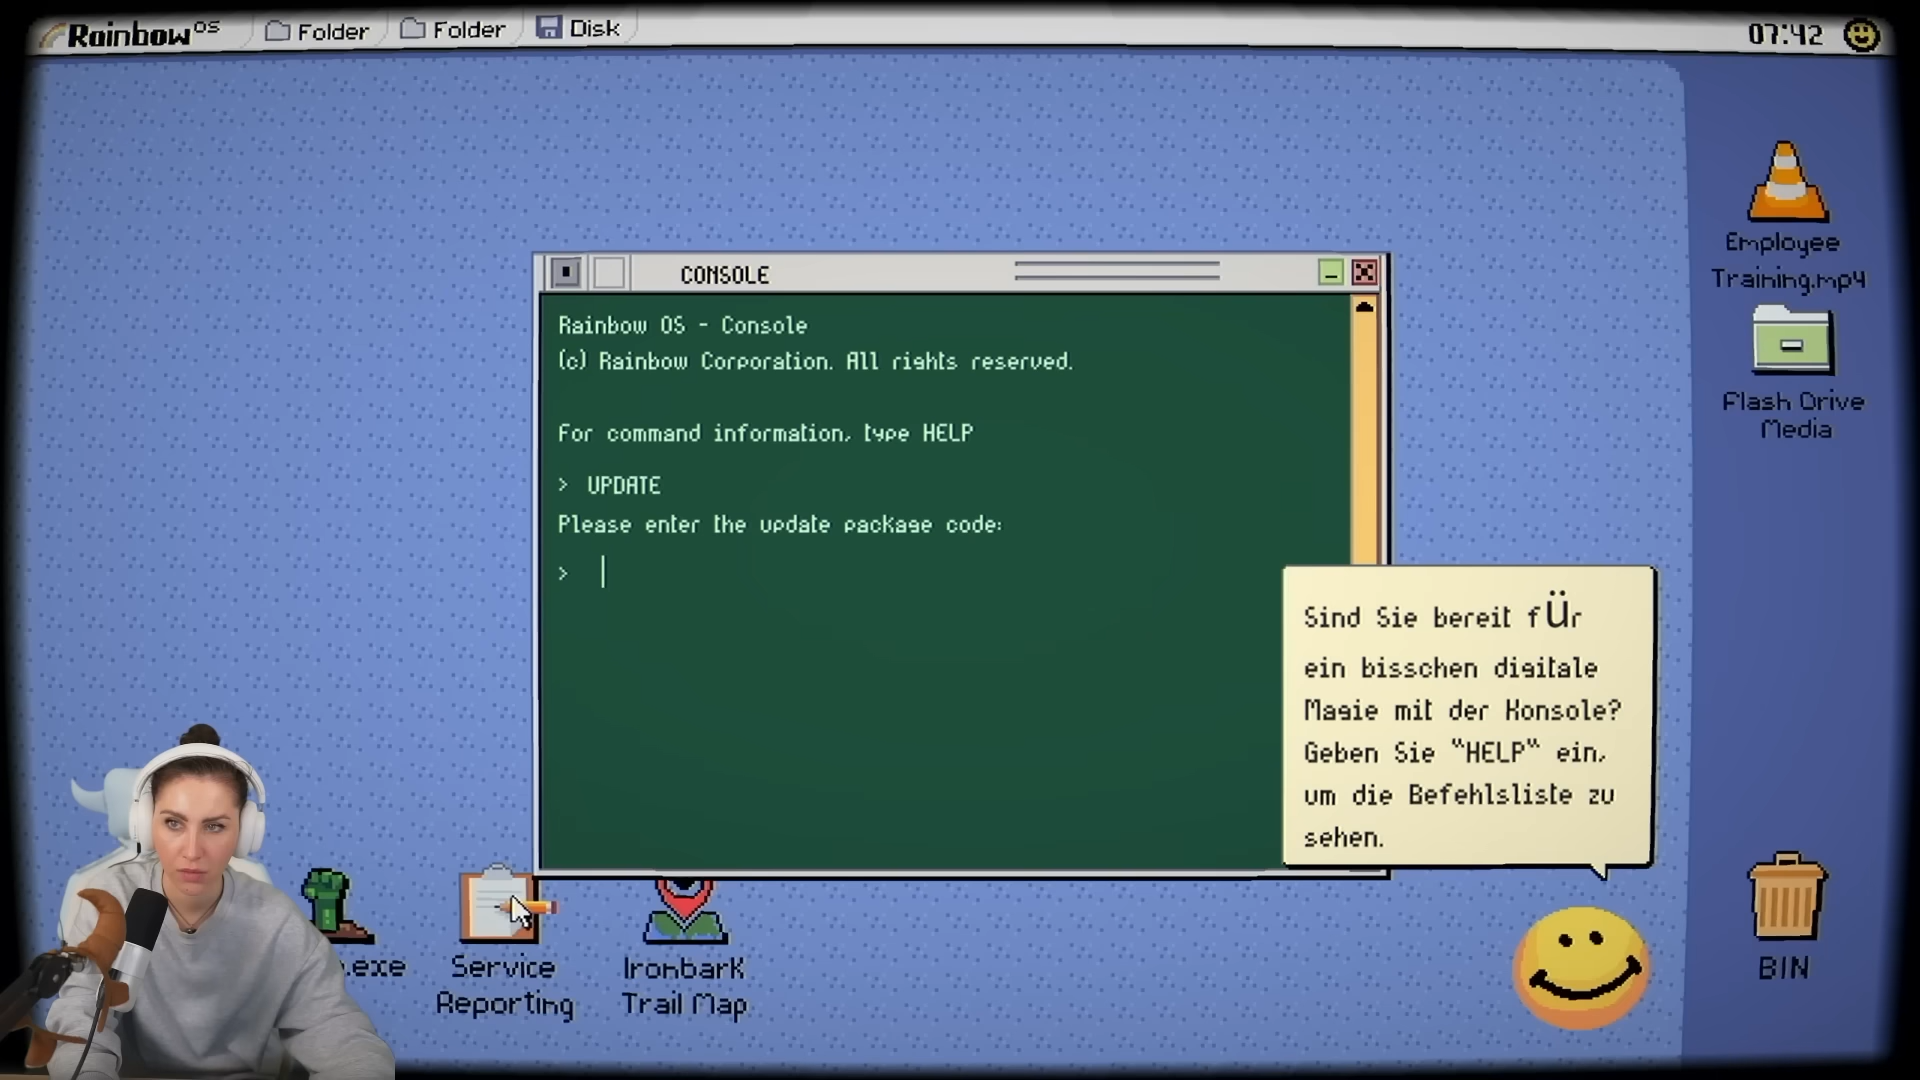 RainbowOS
Folder
Folder
Disk
07:42
Employee
Training.mp4
Flash Drive
Media
CONSOLE
Rainbow OS - Console
(c) Rainbow Corporation. All rights reserved.
For command information, type HELP
> UPDATE
Please enter the update package code:
>
Sind Sie bereit fÜr
ein bisschen digitale
Magie mit der Konsole?
Geben Sie "HELP" ein,
um die Befehlsliste zu
sehen.
.exe
Service
Reporting
Ironbark
Trail Map
BIN